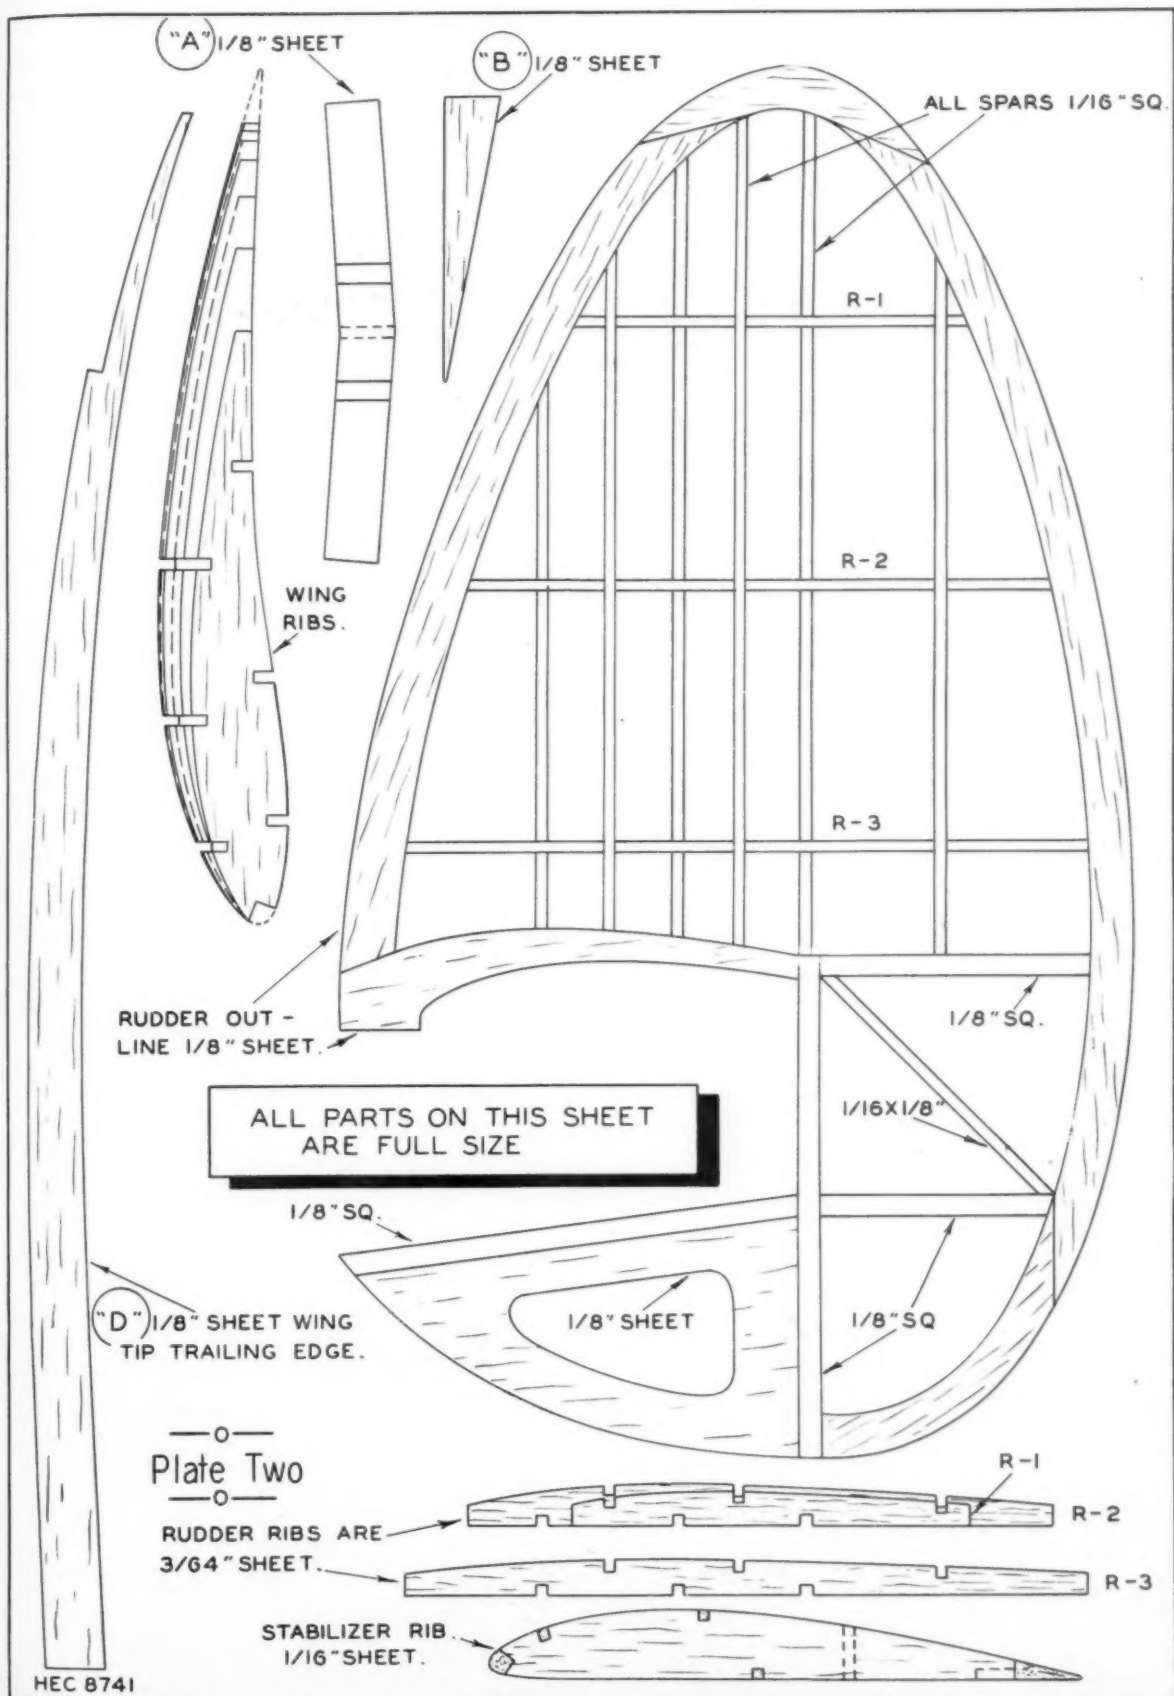 "A" 1/8" SHEET
"B" 1/8" SHEET
ALL SPARS 1/16" SQ.
R-1
R-2
WING
RIBS.
R-3
RUDDER OUT-
LINE 1/8" SHEET.
1/8" SQ.
ALL PARTS ON THIS SHEET
ARE FULL SIZE
1/16X1/8"
1/8" SQ.
1/8" SHEET
1/8" SQ
"D" 1/8" SHEET WING
TIP TRAILING EDGE.
Plate Two
R-1
R-2
RUDDER RIBS ARE
3/64" SHEET.
R-3
STABILIZER RIB.
1/16" SHEET.
HEC 8741